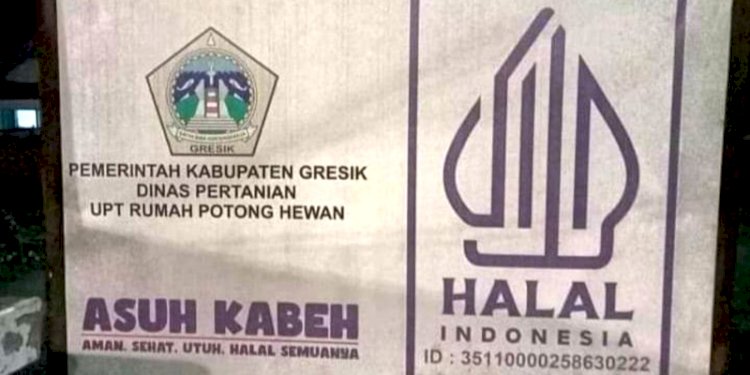 GRESIK
PEMERINTAH KABUPATEN GRESIK
DINAS PERTANIAN
UPT RUMAH POTONG HEWAN
ASUH KABEH
AMAN. SEHAT. UTUH. HALAL SEMUANYA
HALAL
INDONESIA
ID : 35110000258630222